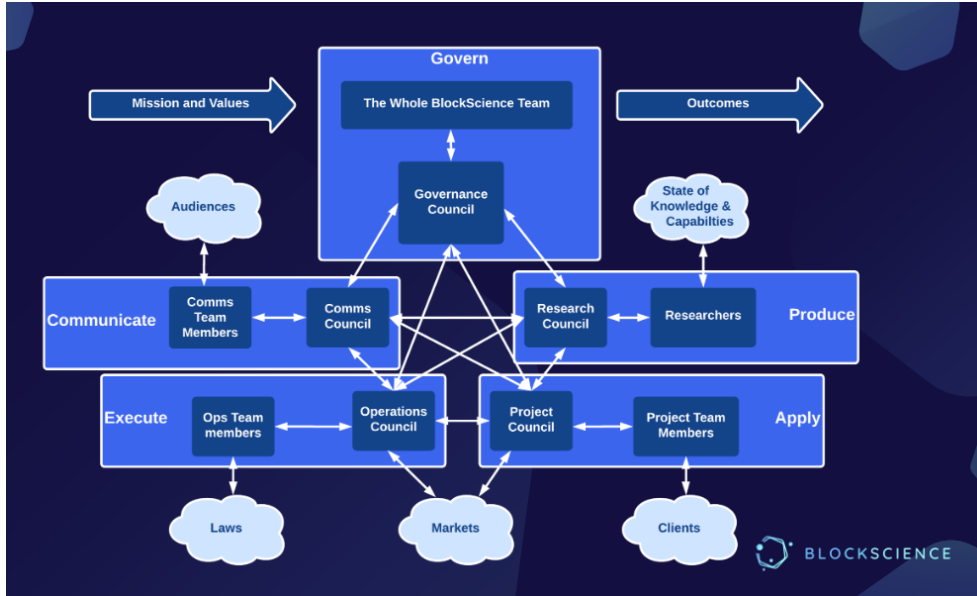 Govern
Mission and Values
The Whole BlockScience Team
Outcomes
Governance
Council
Audiences
State of
Knowledge &
Capabilties
Communicate
Comms
Team
Members
Comms
Council
Research
Council
Researchers
Produce
Execute
Ops Team
members
Operations
Council
Project
Council
Project Team
Members
Apply
Laws
Markets
Clients
BLOCKSCIENCE